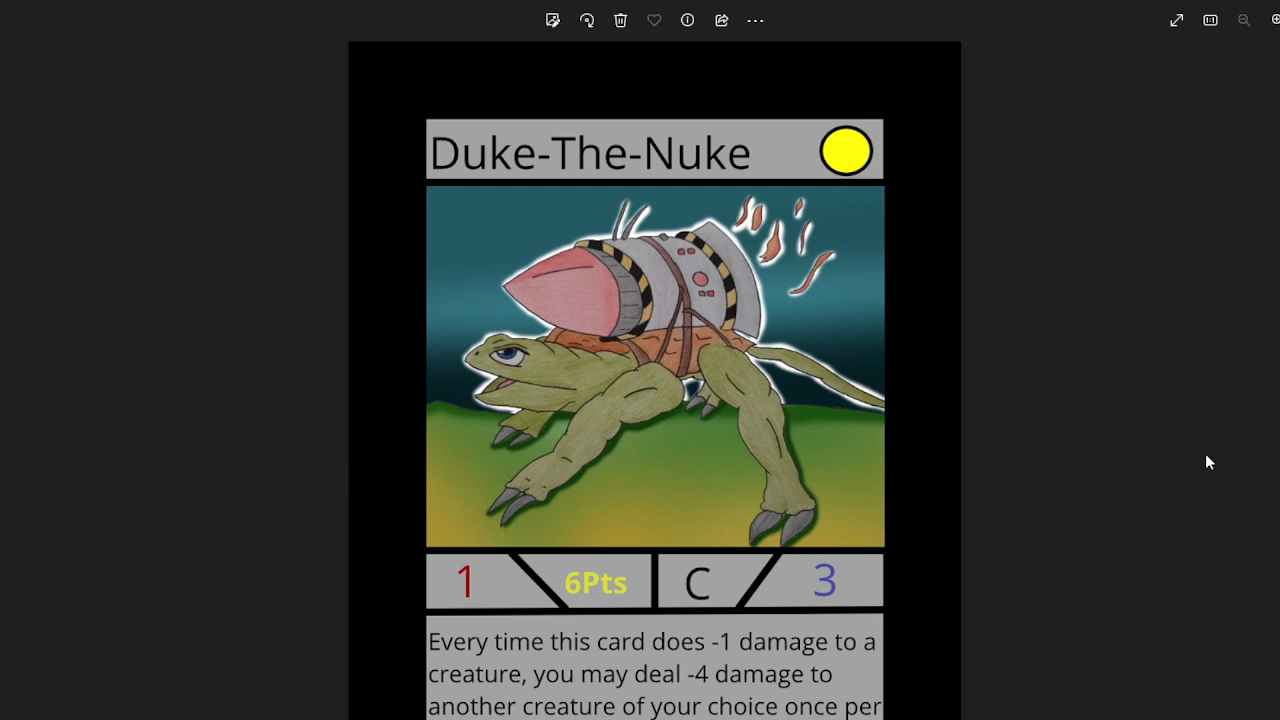 Duke-The-Nuke
1 6Pts C 3
Every time this card does -1 damage to a
creature, you may deal -4 damage to
another creature of your choice once per